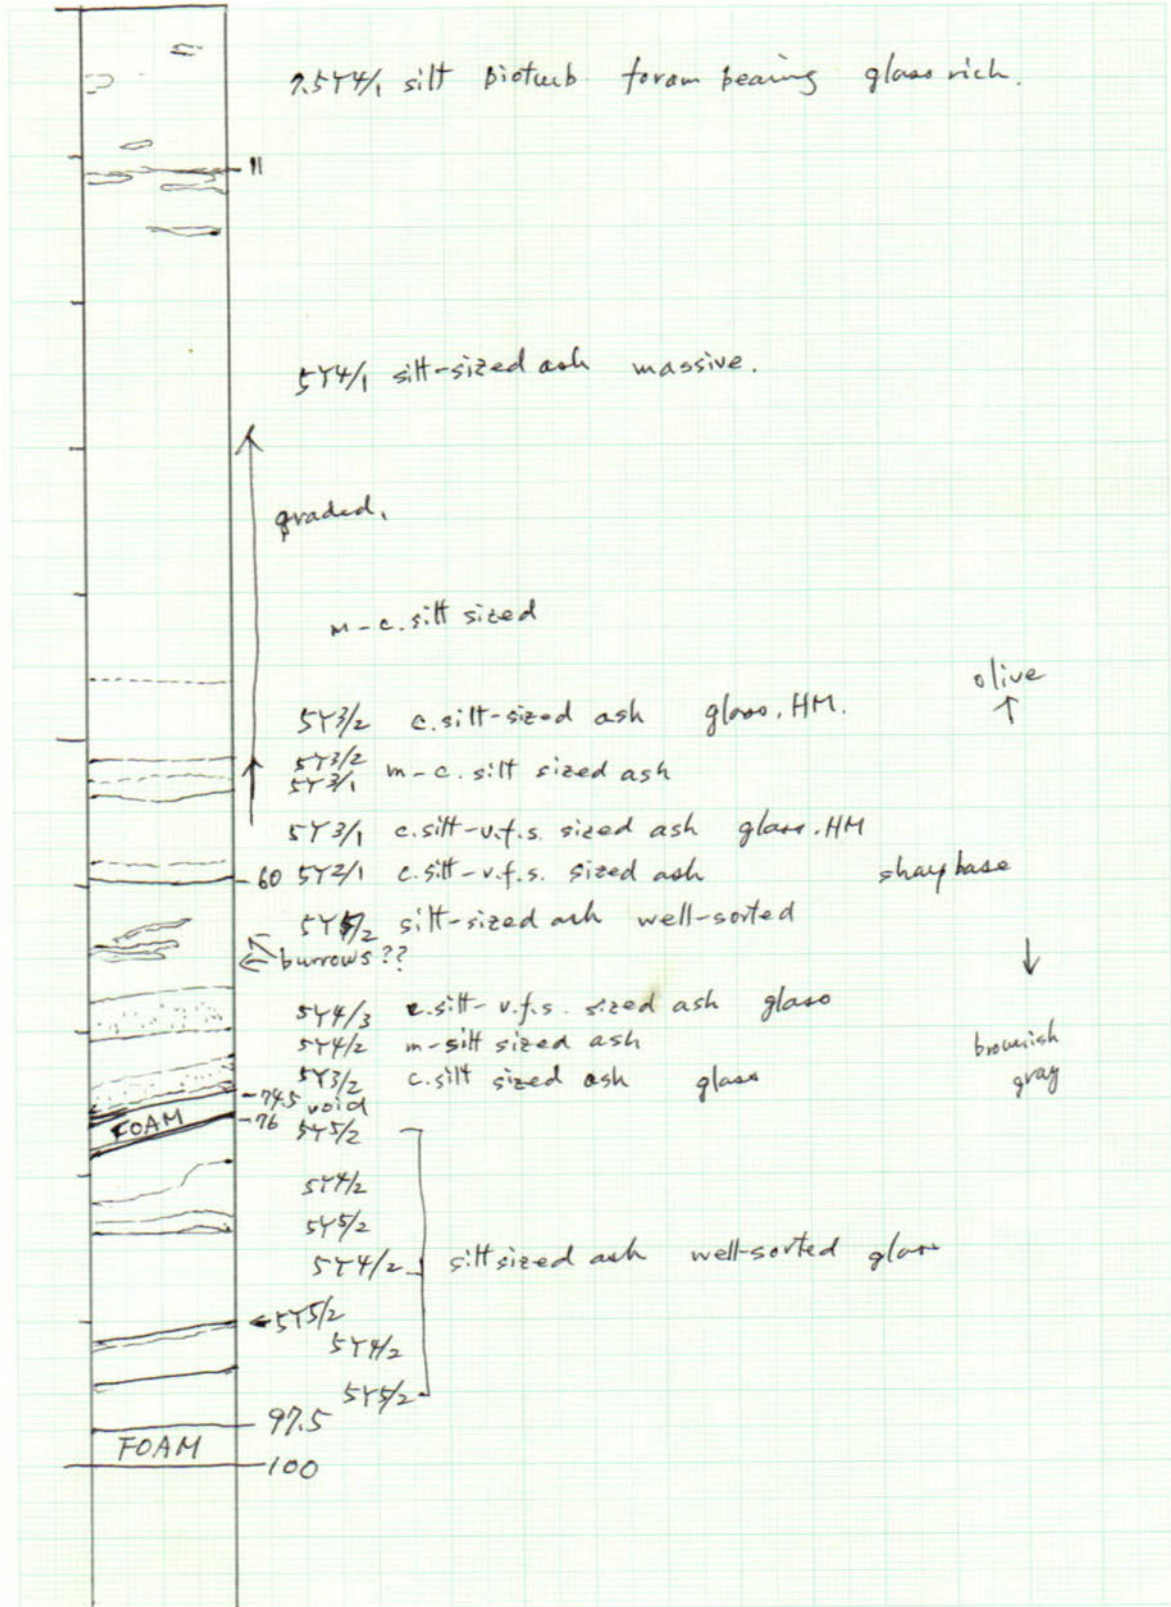 7.5Y4/1 silt bioturb. foram bearing glass rich.
11
5Y4/1 silt-sized ash massive.
graded.
m-c. silt sized
olive
↑
5Y3/2 c.silt-sized ash glass. HM.
5Y3/2
5Y3/1 m-c. silt sized ash
5Y3/1 c.silt-v.f.s. sized ash glass. HM
60 5Y2/1 c.silt-v.f.s. sized ash sharp base
5Y5/2 silt-sized ash well-sorted
burrows??
↓
5Y4/3 c.silt-v.f.s. sized ash glass
5Y4/2 m-silt sized ash
brownish
gray
5Y3/2 c.silt sized ash glass
74.5 void
FOAM
76 5Y5/2
5Y4/2
5Y5/2
5Y4/2 silt sized ash well-sorted glass
5Y5/2
5Y4/2
5Y5/2
97.5
FOAM
100